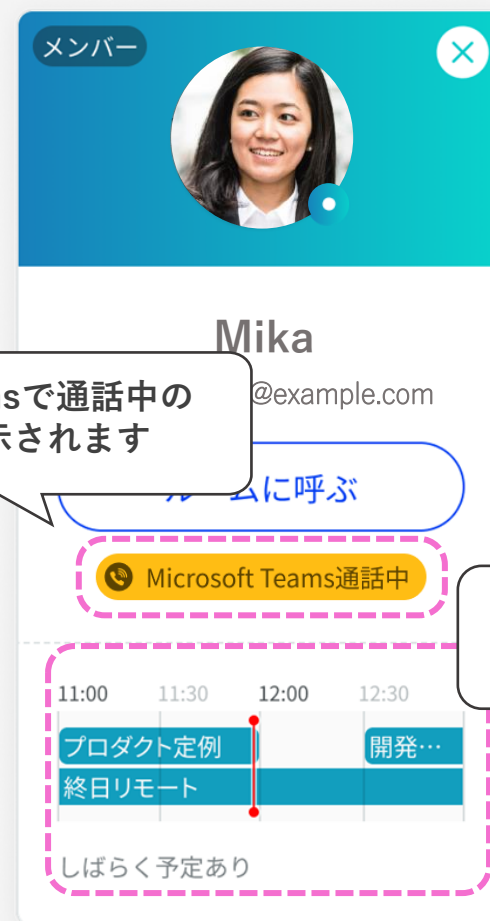 メンバー
Mika
@example.com
sで通話中の
示されます
ムに呼ぶ
Microsoft Teams通話中
11:00 11:30 12:00 12:30
プロダクト定例 開発…
終日リモート
しばらく予定あり